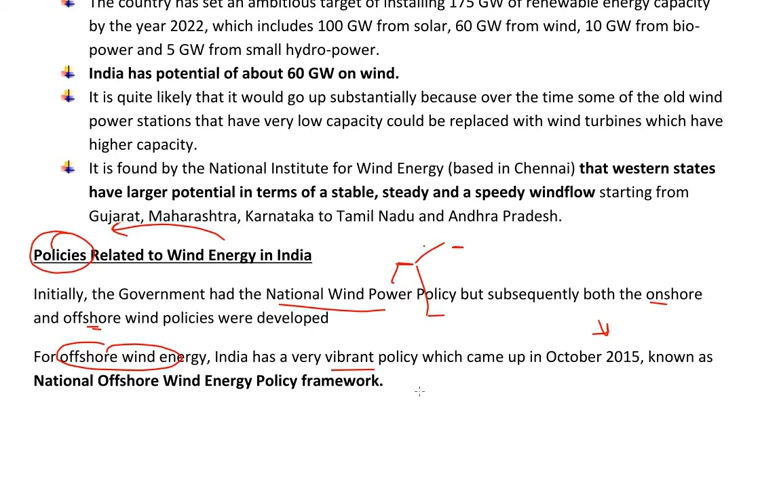 The country has set an ambitious target of installing 175 GW of renewable energy capacity
by the year 2022, which includes 100 GW from solar, 60 GW from wind, 10 GW from bio-
power and 5 GW from small hydro-power.
India has potential of about 60 GW on wind.
It is quite likely that it would go up substantially because over the time some of the old wind
power stations that have very low capacity could be replaced with wind turbines which have
higher capacity.
It is found by the National Institute for Wind Energy (based in Chennai) that western states
have larger potential in terms of a stable, steady and a speedy windflow starting from
Gujarat, Maharashtra, Karnataka to Tamil Nadu and Andhra Pradesh.
Policies Related to Wind Energy in India
Initially, the Government had the National Wind Power Policy but subsequently both the onshore
and offshore wind policies were developed
For offshore wind energy, India has a very vibrant policy which came up in October 2015, known as
National Offshore Wind Energy Policy framework.